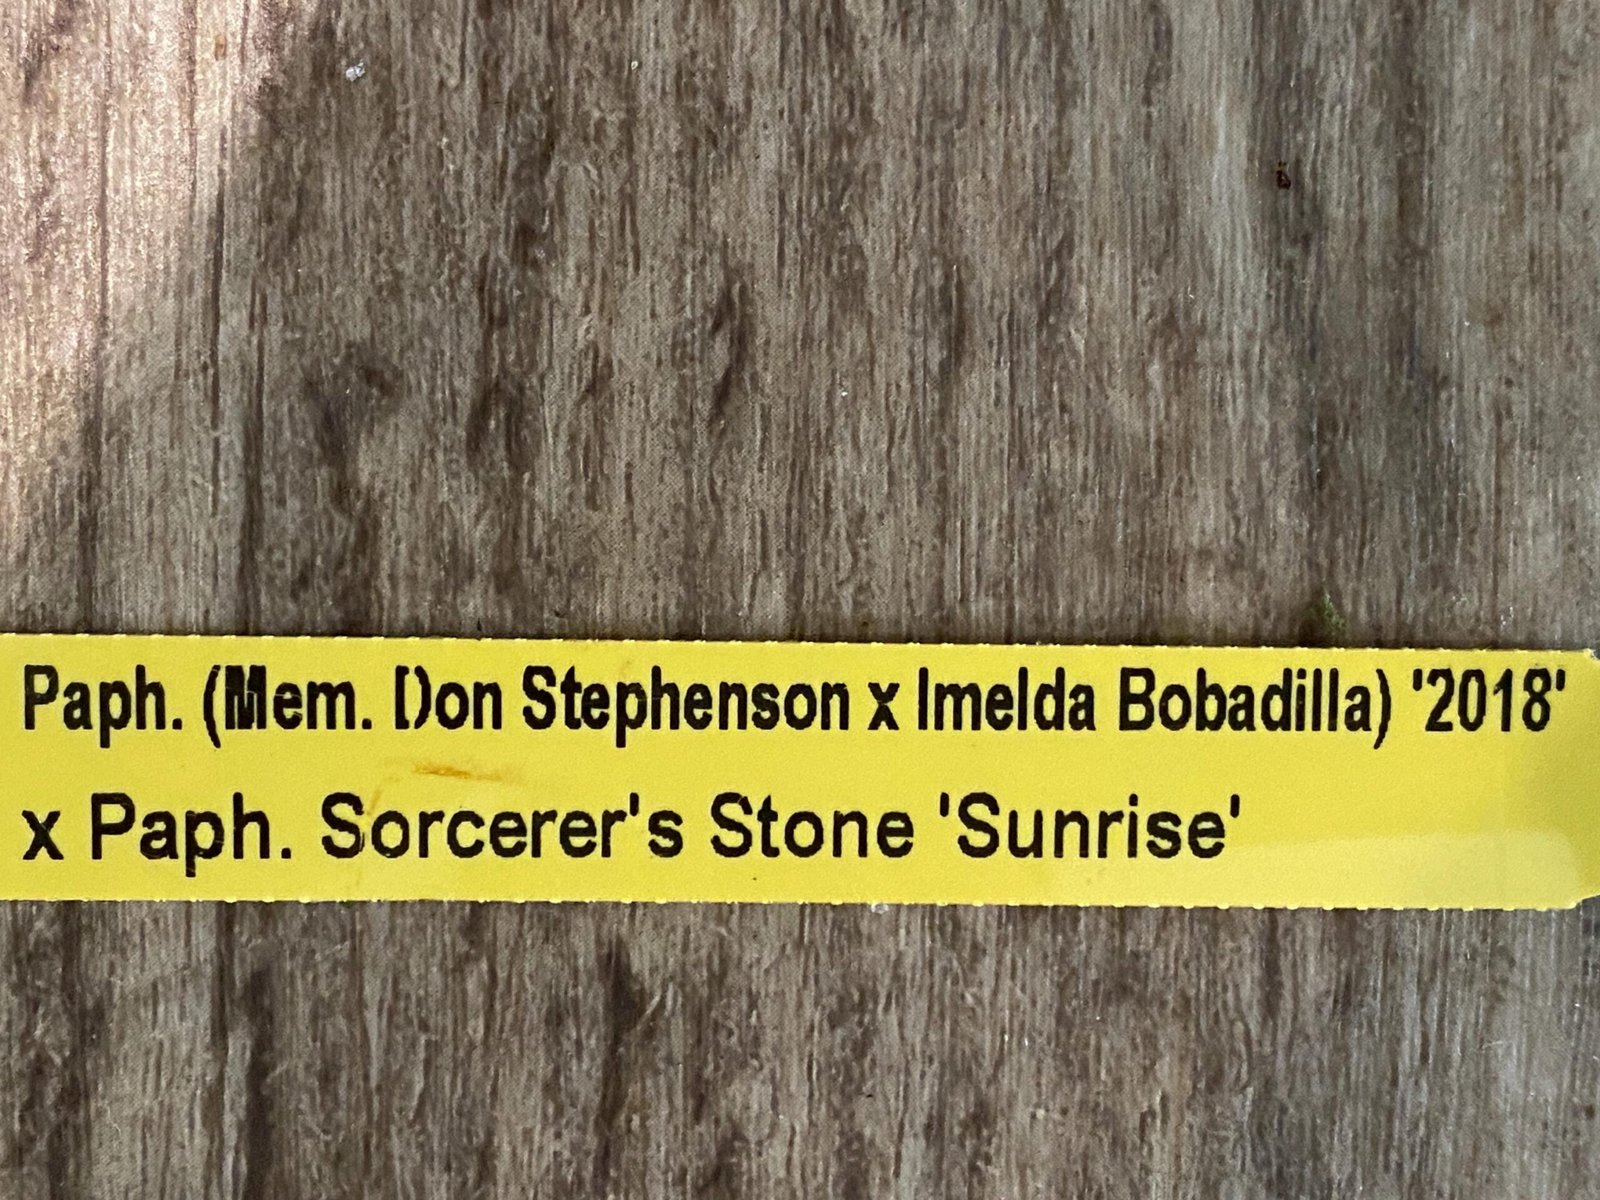 Paph. (Mem. Don Stephenson x Imelda Bobadilla) '2018'
x Paph. Sorcerer's Stone 'Sunrise'